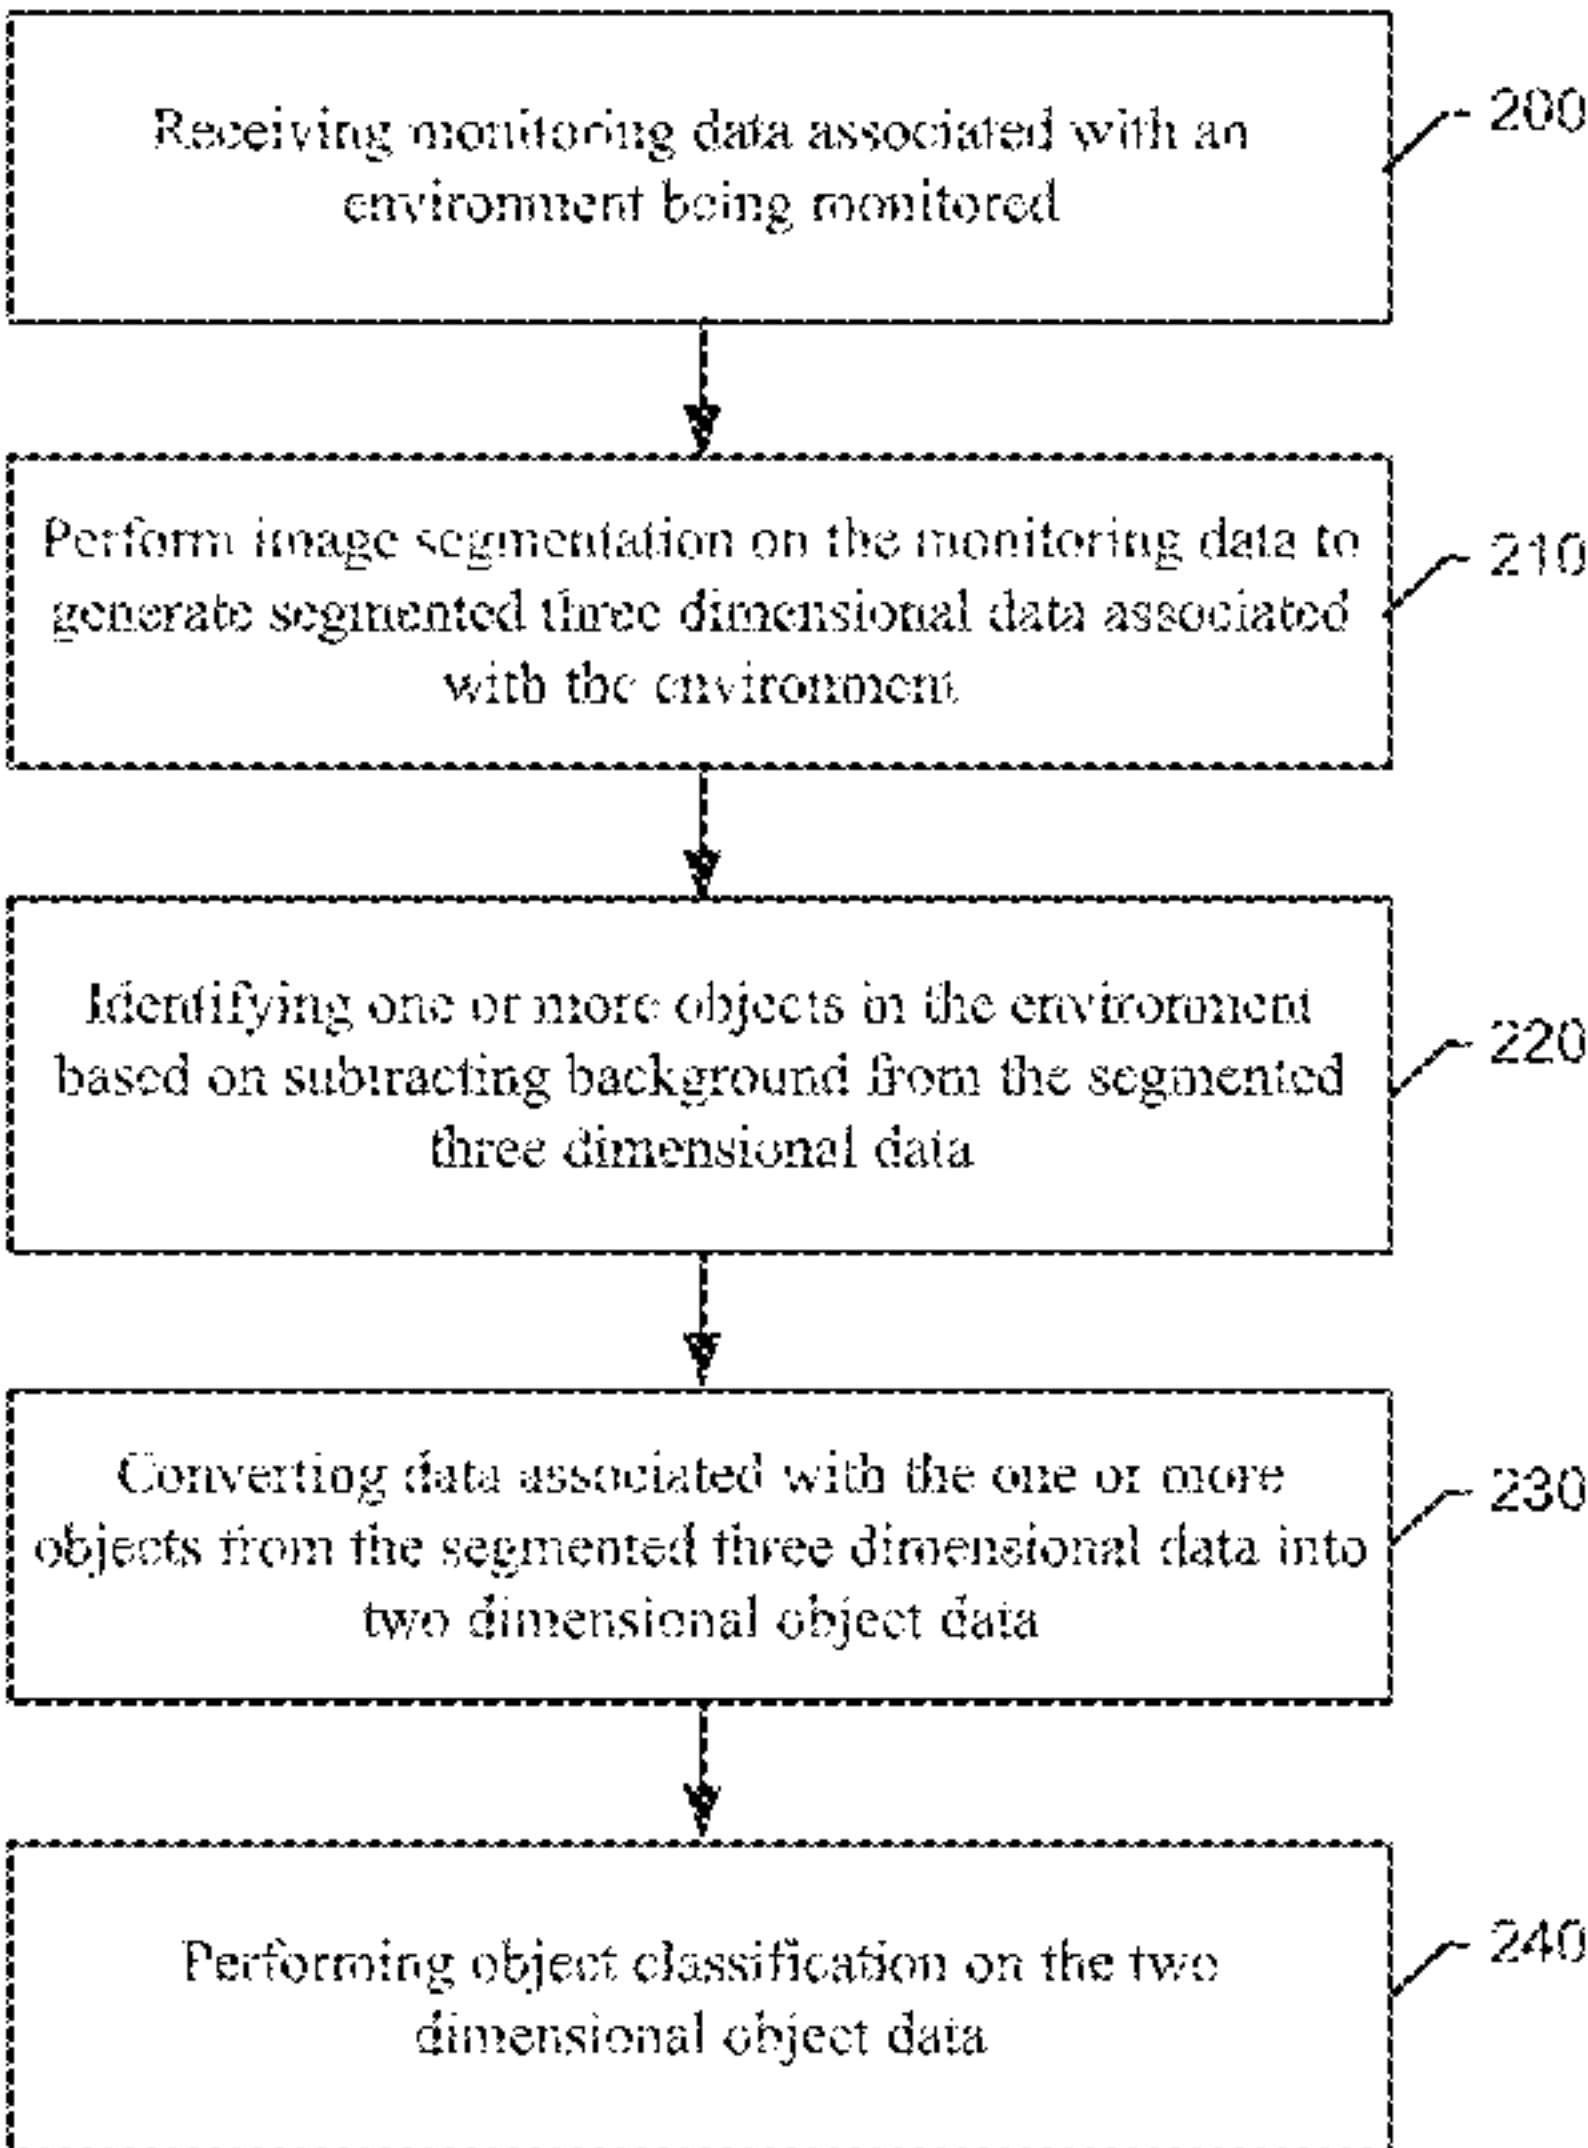 Receiving monitoring data associated with an
environment being monitored
200
Perform image segmentation on the monitoring data to
generate segmented three dimensional data associated
with the environment
210
Identifying one or more objects in the environment
based on subtracting background from the segmented
three dimensional data
220
Converting data associated with the one or more
objects from the segmented three dimensional data into
two dimensional object data
230
Performing object classification on the two
dimensional object data
240